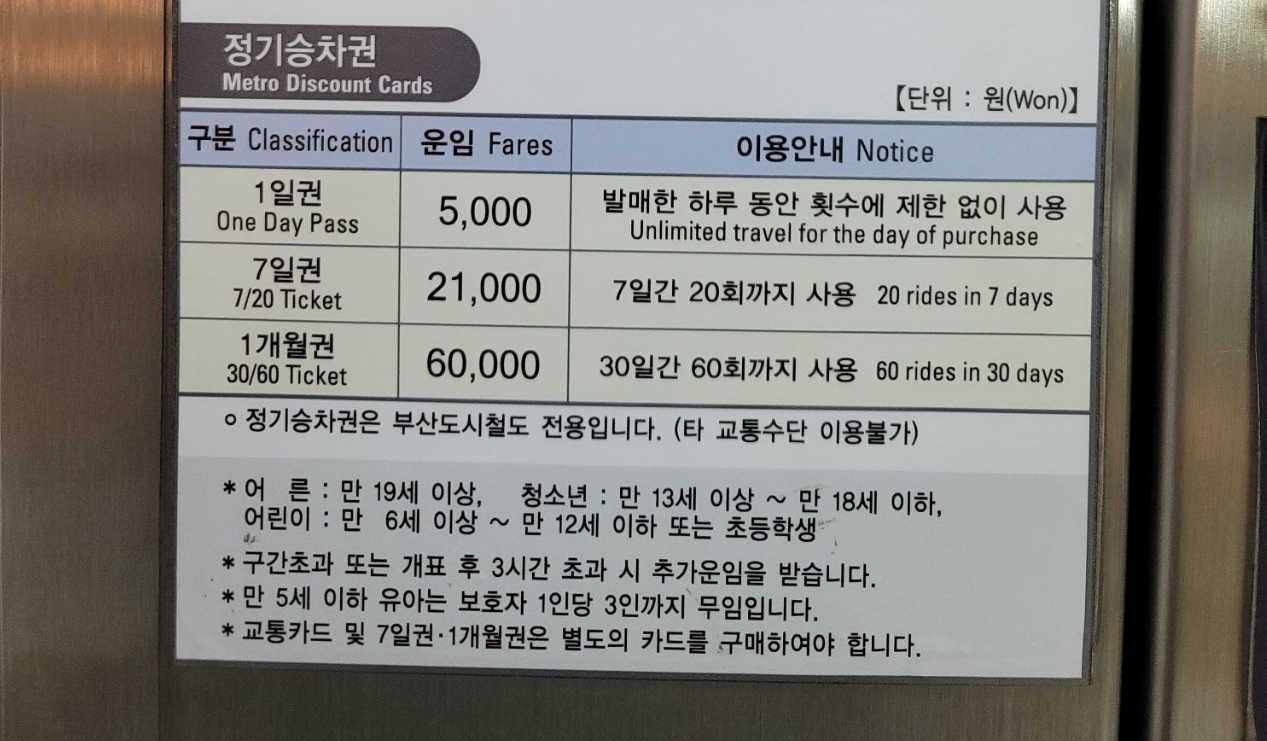 정기승차권
Metro Discount Cards
【단위 : 원(Won)】
구분 Classification 운임 Fares 이용안내 Notice
1일권
One Day Pass
5,000
발매한 하루 동안 횟수에 제한 없이 사용
Unlimited travel for the day of purchase
7일권
7/20 Ticket
21,000
7일간 20회까지 사용 20 rides in 7 days
1개월권
30/60 Ticket
60,000
30일간 60회까지 사용 60 rides in 30 days
○ 정기승차권은 부산도시철도 전용입니다. (타 교통수단 이용불가)
* 어 른 : 만 19세 이상, 청소년 : 만 13세 이상 ~ 만 18세 이하,
어린이 : 만 6세 이상 ~ 만 12세 이하 또는 초등학생
* 구간초과 또는 개표 후 3시간 초과 시 추가운임을 받습니다.
* 만 5세 이하 유아는 보호자 1인당 3인까지 무임입니다.
* 교통카드 및 7일권·1개월권은 별도의 카드를 구매하여야 합니다.